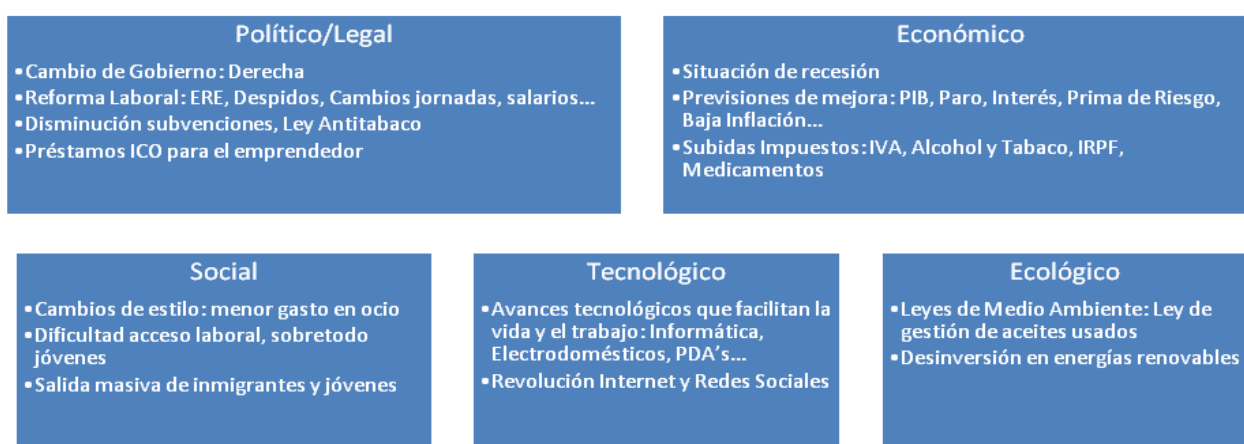 Político/Legal
•Cambio de Gobierno: Derecha
•Reforma Laboral: ERE, Despidos, Cambios jornadas, salarios...
•Disminución subvenciones, Ley Antitabaco
•Préstamos ICO para el emprendedor
Económico
•Situación de recesión
•Previsiones de mejora: PIB, Paro, Interés, Prima de Riesgo,
Baja Inflación...
•Subidas Impuestos: IVA, Alcohol y Tabaco, IRPF,
Medicamentos
Social
•Cambios de estilo: menor gasto en ocio
•Dificultad acceso laboral, sobretodo
jóvenes
•Salida masiva de inmigrantes y jóvenes
Tecnológico
•Avances tecnológicos que facilitan la
vida y el trabajo: Informática,
Electrodomésticos, PDA's...
•Revolución Internet y Redes Sociales
Ecológico
•Leyes de Medio Ambiente: Ley de
gestión de aceites usados
•Desinversión en energías renovables